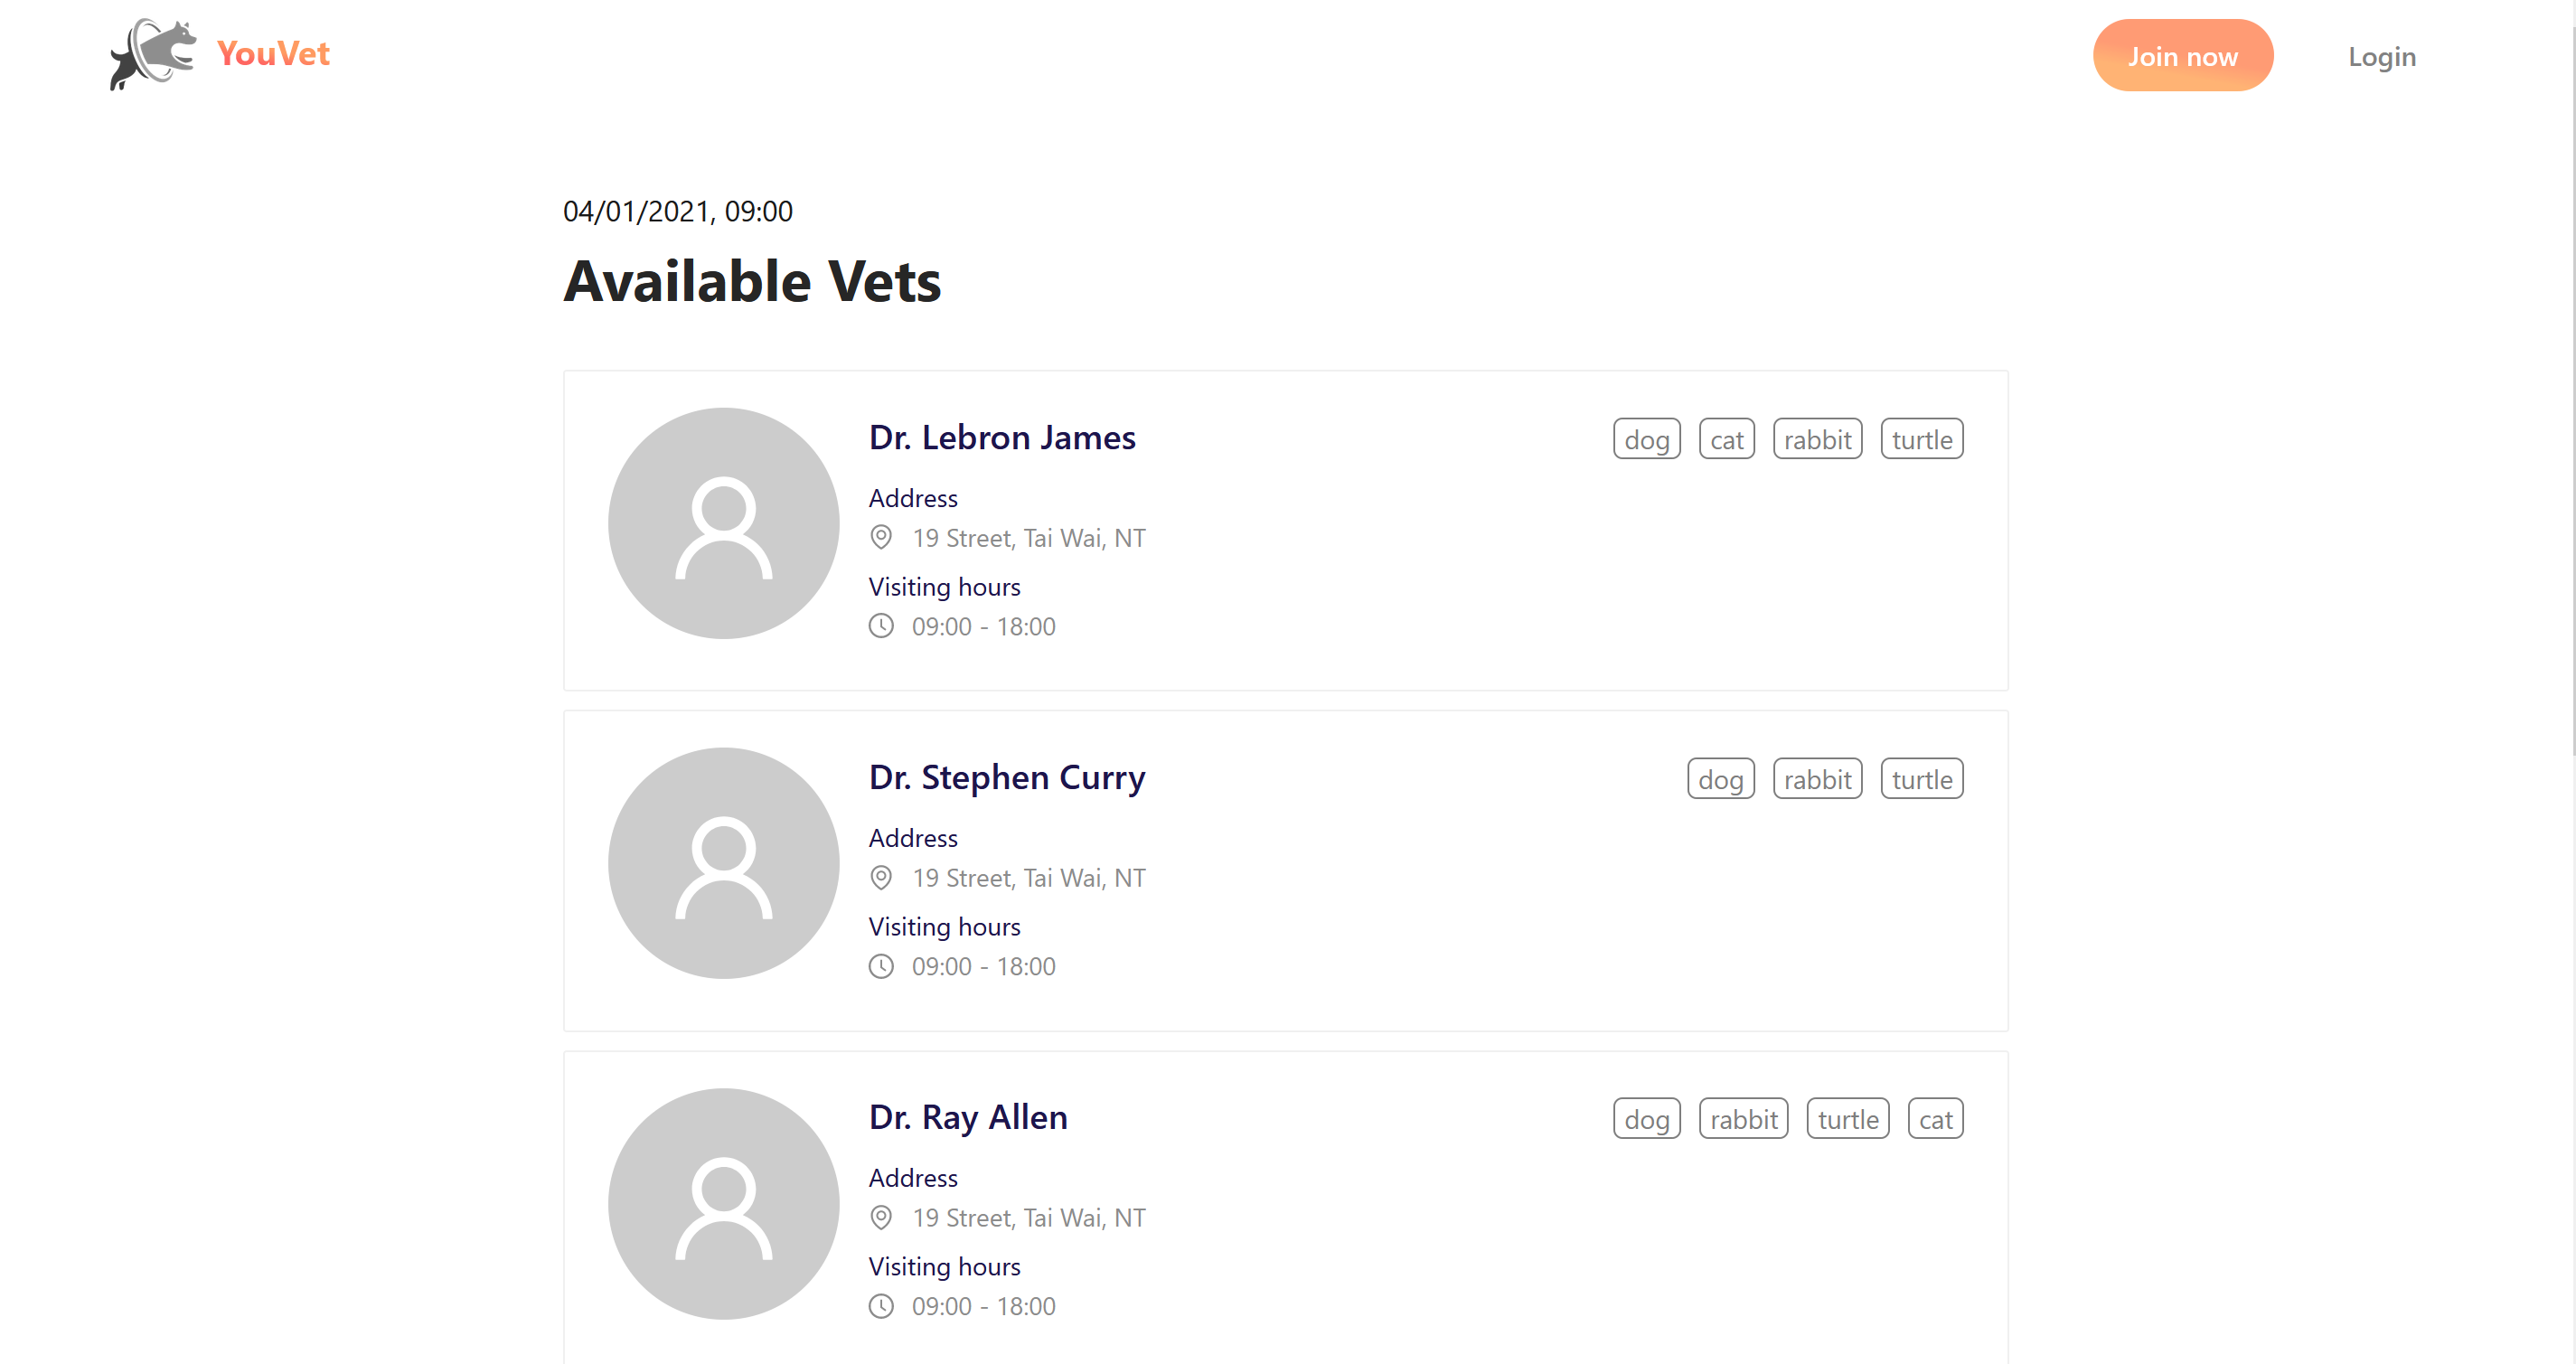 YouVet
Join now
Login
04/01/2021, 09:00
Available Vets
Dr. Lebron James
dog cat rabbit turtle
Address
19 Street, Tai Wai, NT
Visiting hours
09:00 - 18:00
Dr. Stephen Curry
dog rabbit turtle
Address
19 Street, Tai Wai, NT
Visiting hours
09:00 - 18:00
Dr. Ray Allen
dog rabbit turtle cat
Address
19 Street, Tai Wai, NT
Visiting hours
09:00 - 18:00